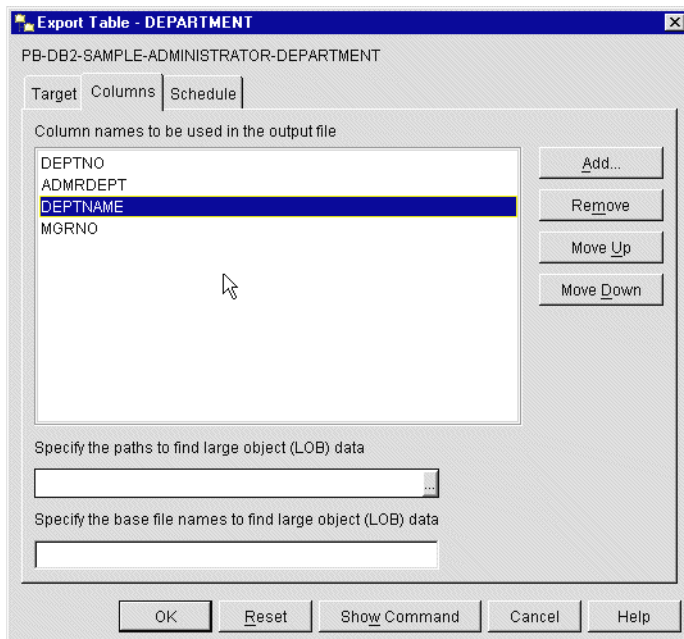 Export Table - DEPARTMENT
PB-DB2-SAMPLE-ADMINISTRATOR-DEPARTMENT
Target Columns Schedule
Column names to be used in the output file
DEPTNO
ADMRDEPT
DEPTNAME
MGRNO
Add...
Remove
Move Up
Move Down
Specify the paths to find large object (LOB) data
...
Specify the base file names to find large object (LOB) data
OK Reset Show Command Cancel Help